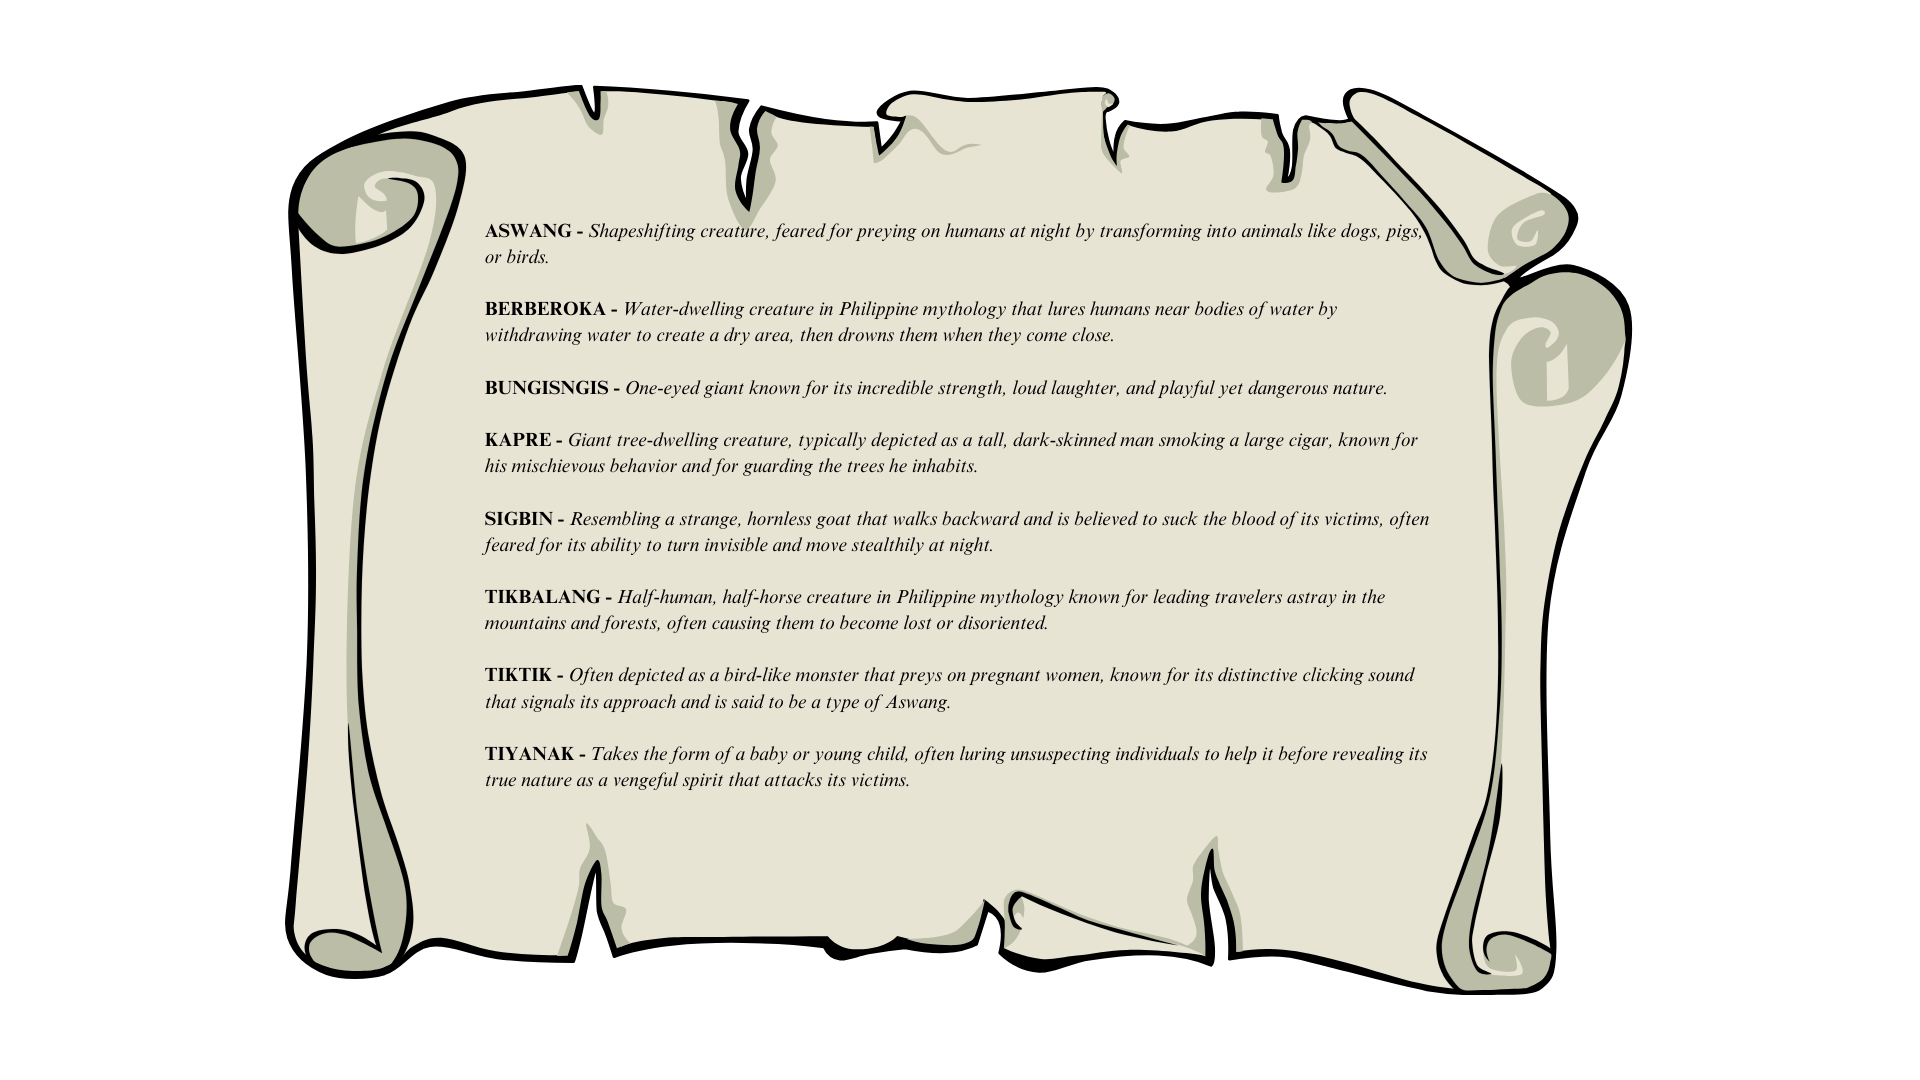 ASWANG - Shapeshifting creature, feared for preying on humans at night by transforming into animals like dogs, pigs,
or birds.
BERBEROKA - Water-dwelling creature in Philippine mythology that lures humans near bodies of water by
withdrawing water to create a dry area, then drowns them when they come close.
BUNGISNGIS - One-eyed giant known for its incredible strength, loud laughter, and playful yet dangerous nature.
KAPRE - Giant tree-dwelling creature, typically depicted as a tall, dark-skinned man smoking a large cigar, known for
his mischievous behavior and for guarding the trees he inhabits.
SIGBIN - Resembling a strange, hornless goat that walks backward and is believed to suck the blood of its victims, often
feared for its ability to turn invisible and move stealthily at night.
TIKBALANG - Half-human, half-horse creature in Philippine mythology known for leading travelers astray in the
mountains and forests, often causing them to become lost or disoriented.
TIKTIK - Often depicted as a bird-like monster that preys on pregnant women, known for its distinctive clicking sound
that signals its approach and is said to be a type of Aswang.
TIYANAK - Takes the form of a baby or young child, often luring unsuspecting individuals to help it before revealing its
true nature as a vengeful spirit that attacks its victims.